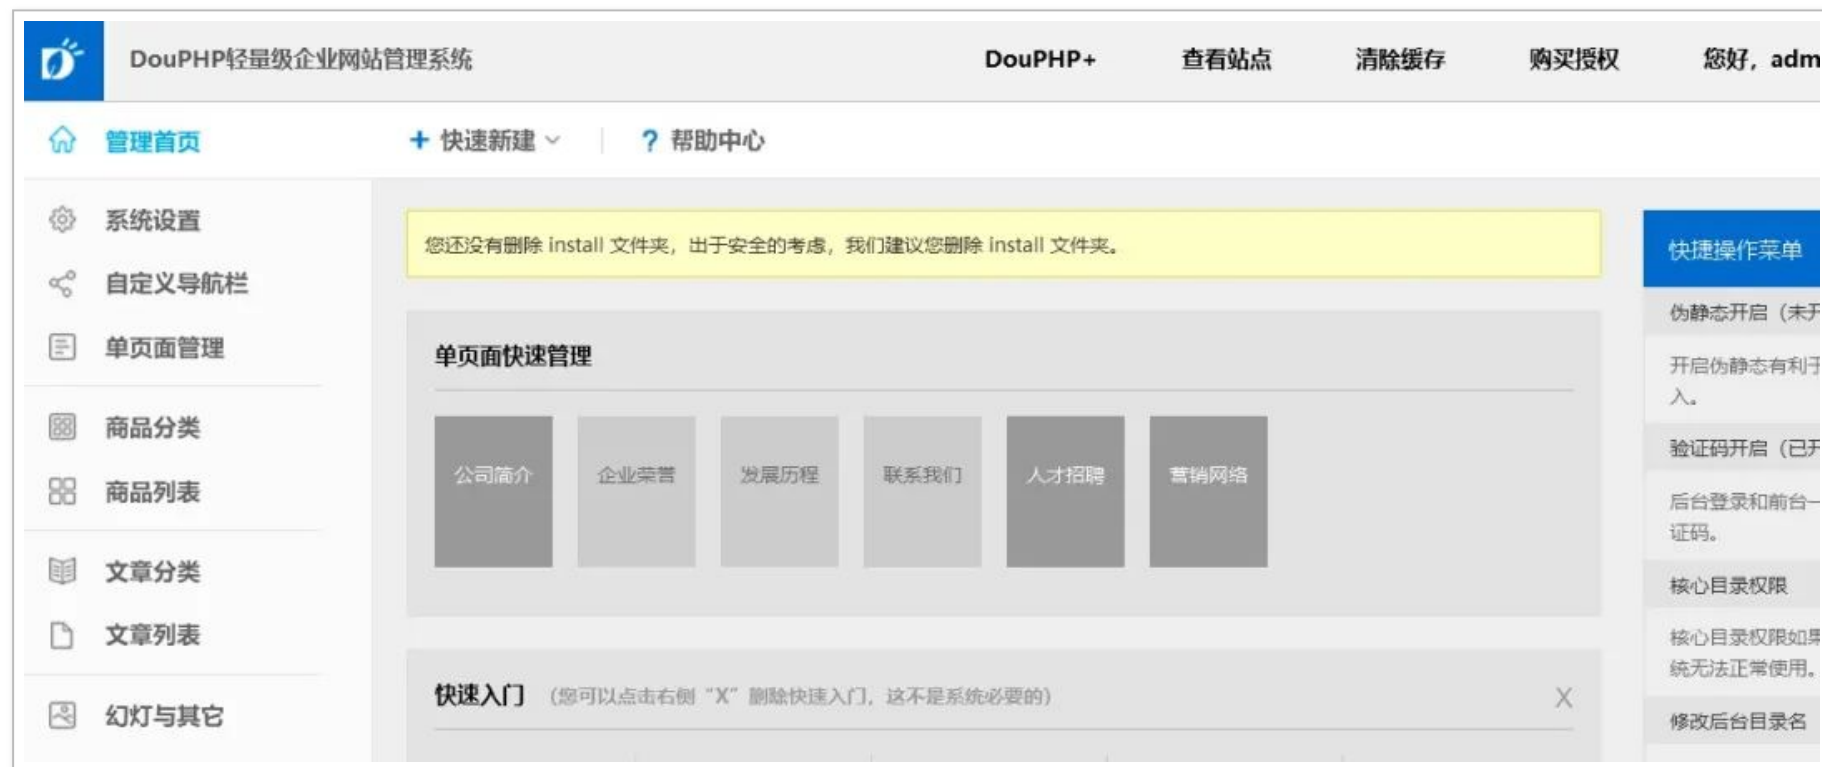 DouPHP轻量级企业网站管理系统
DouPHP+
查看站点
清除缓存
购买授权
您好，adm
管理首页
+ 快速新建
? 帮助中心
系统设置
自定义导航栏
单页面管理
商品分类
商品列表
文章分类
文章列表
幻灯与其它
您还没有删除 install 文件夹，出于安全的考虑，我们建议您删除 install 文件夹。
单页面快速管理
公司简介
企业荣誉
发展历程
联系我们
人才招聘
营销网络
快速入门 （您可以点击右侧“X”删除快速入门，这不是系统必要的）
X
快捷操作菜单
伪静态开启（未开
开启伪静态有利于
入。
验证码开启（已开
后台登录和前台一
证码。
核心目录权限
核心目录权限如果
统无法正常使用。
修改后台目录名